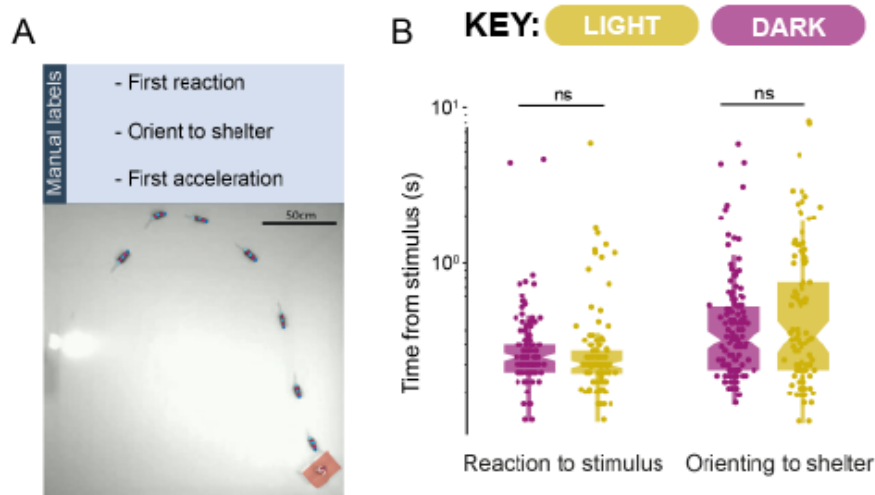 A
Manual labels
- First reaction
- Orient to shelter
- First acceleration
50cm
B
KEY: LIGHT DARK
ns ns
Time from stimulus (s)
10¹
10⁰
Reaction to stimulus Orienting to shelter